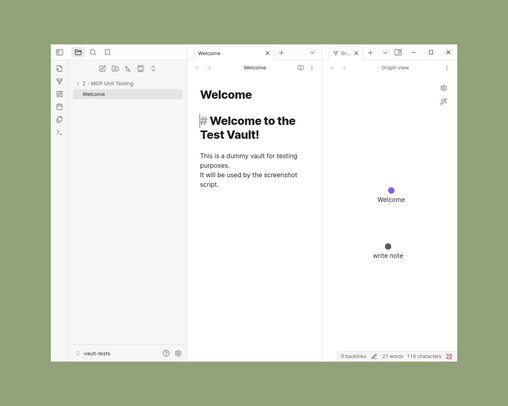 Welcome
Gr...
Welcome
Graph view
Z - MCP Unit Testing
Welcome
Welcome
# Welcome to the
Test Vault!
This is a dummy vault for testing
purposes.
It will be used by the screenshot
script.
Welcome
write note
vault-tests
0 backlinks
21 words
116 characters